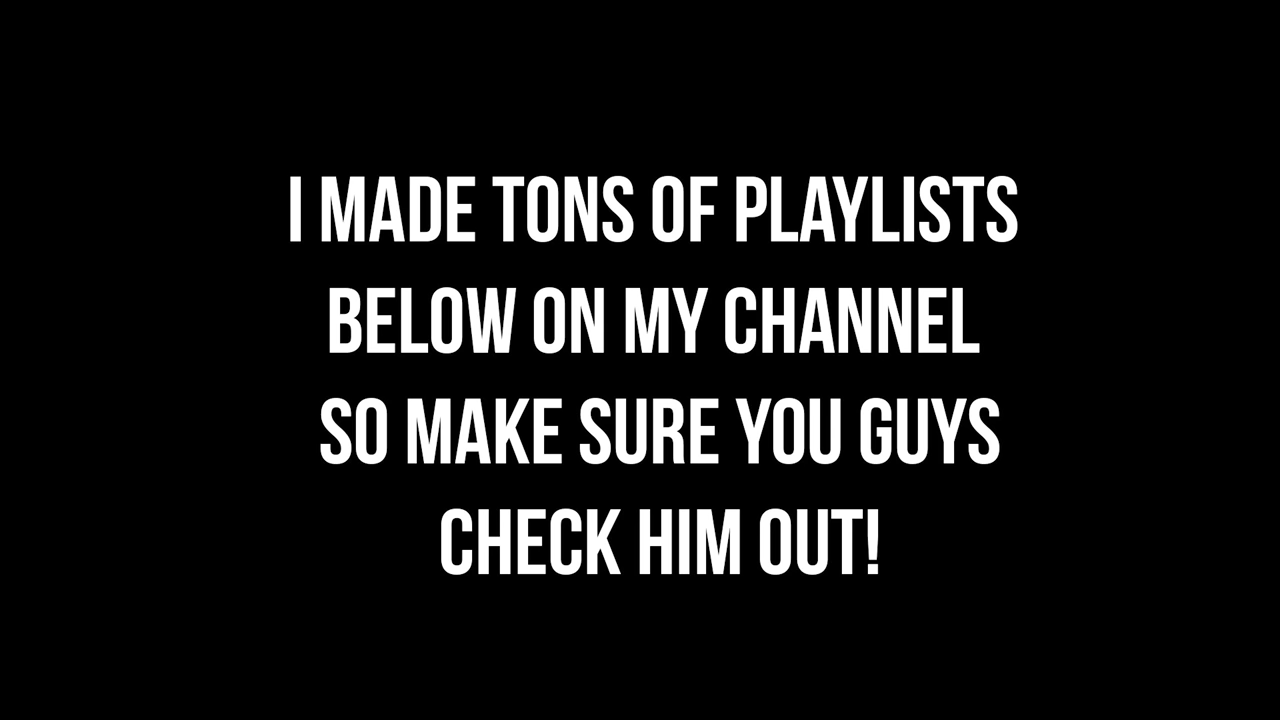 I MADE TONS OF PLAYLISTS
BELOW ON MY CHANNEL
SO MAKE SURE YOU GUYS
CHECK HIM OUT!